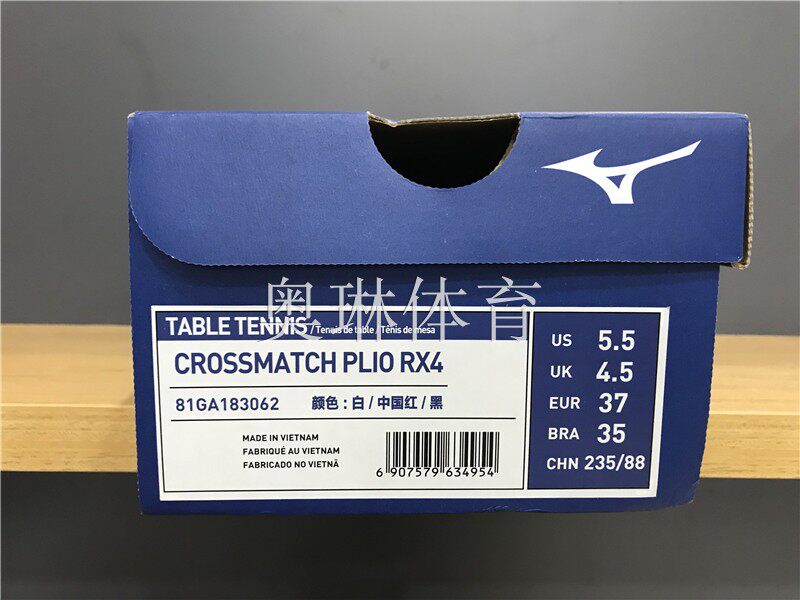 奥琳体育
TABLE TENNIS / Tennis de table / Tênis de mesa
CROSSMATCH PLIO RX4
81GA183062 颜色:白/中国红/黑
MADE IN VIETNAM
FABRIQUÉ AU VIETNAM
FABRICADO NO VIETNÃ
6 907579 634954
US 5.5
UK 4.5
EUR 37
BRA 35
CHN 235/88